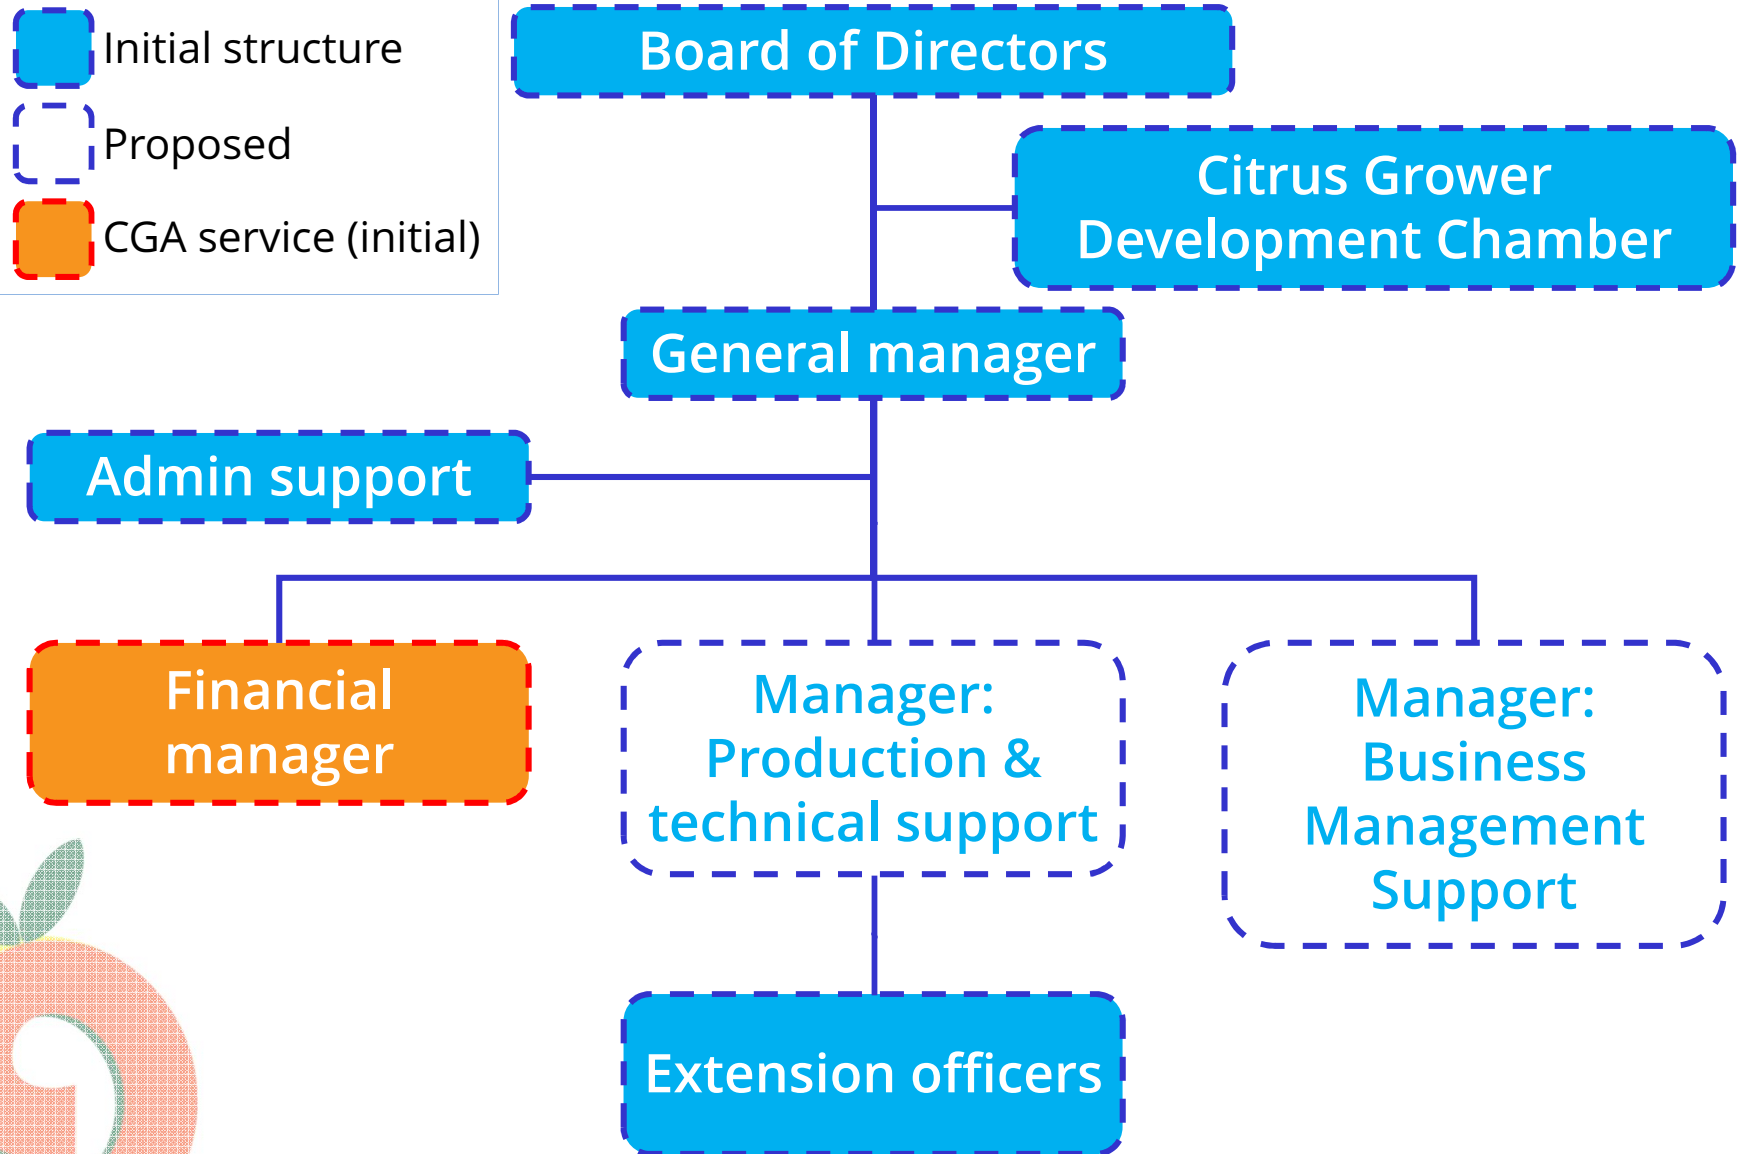 Initial structure
Proposed
CGA service (initial)
Board of Directors
Citrus Grower
Development Chamber
General manager
Admin support
Financial
manager
Manager:
Production &
technical support
Manager:
Business
Management
Support
Extension officers